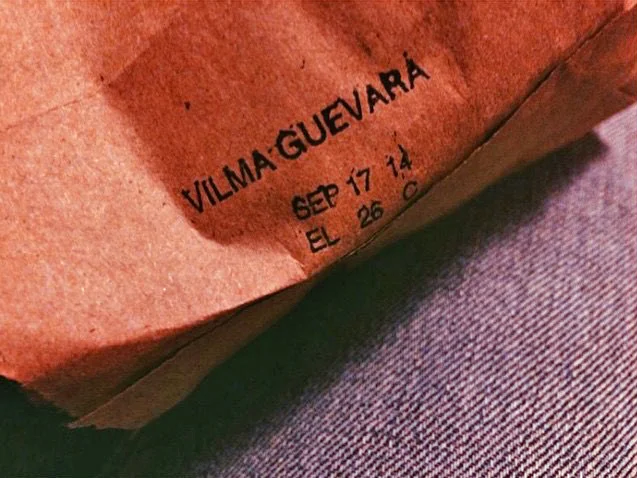 VILMA GUEVARA
SEP 17 14
EL 26 C